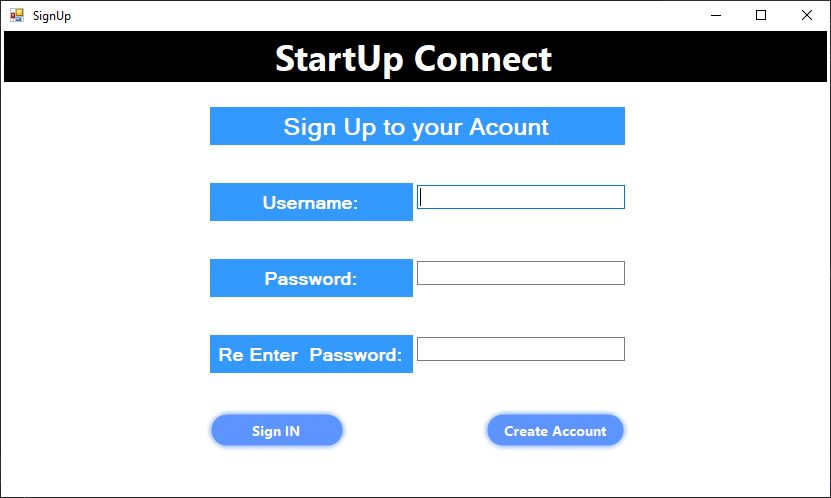 SignUp
StartUp Connect
Sign Up to your Acount
Username:
Password:
Re Enter  Password:
Sign IN
Create Account